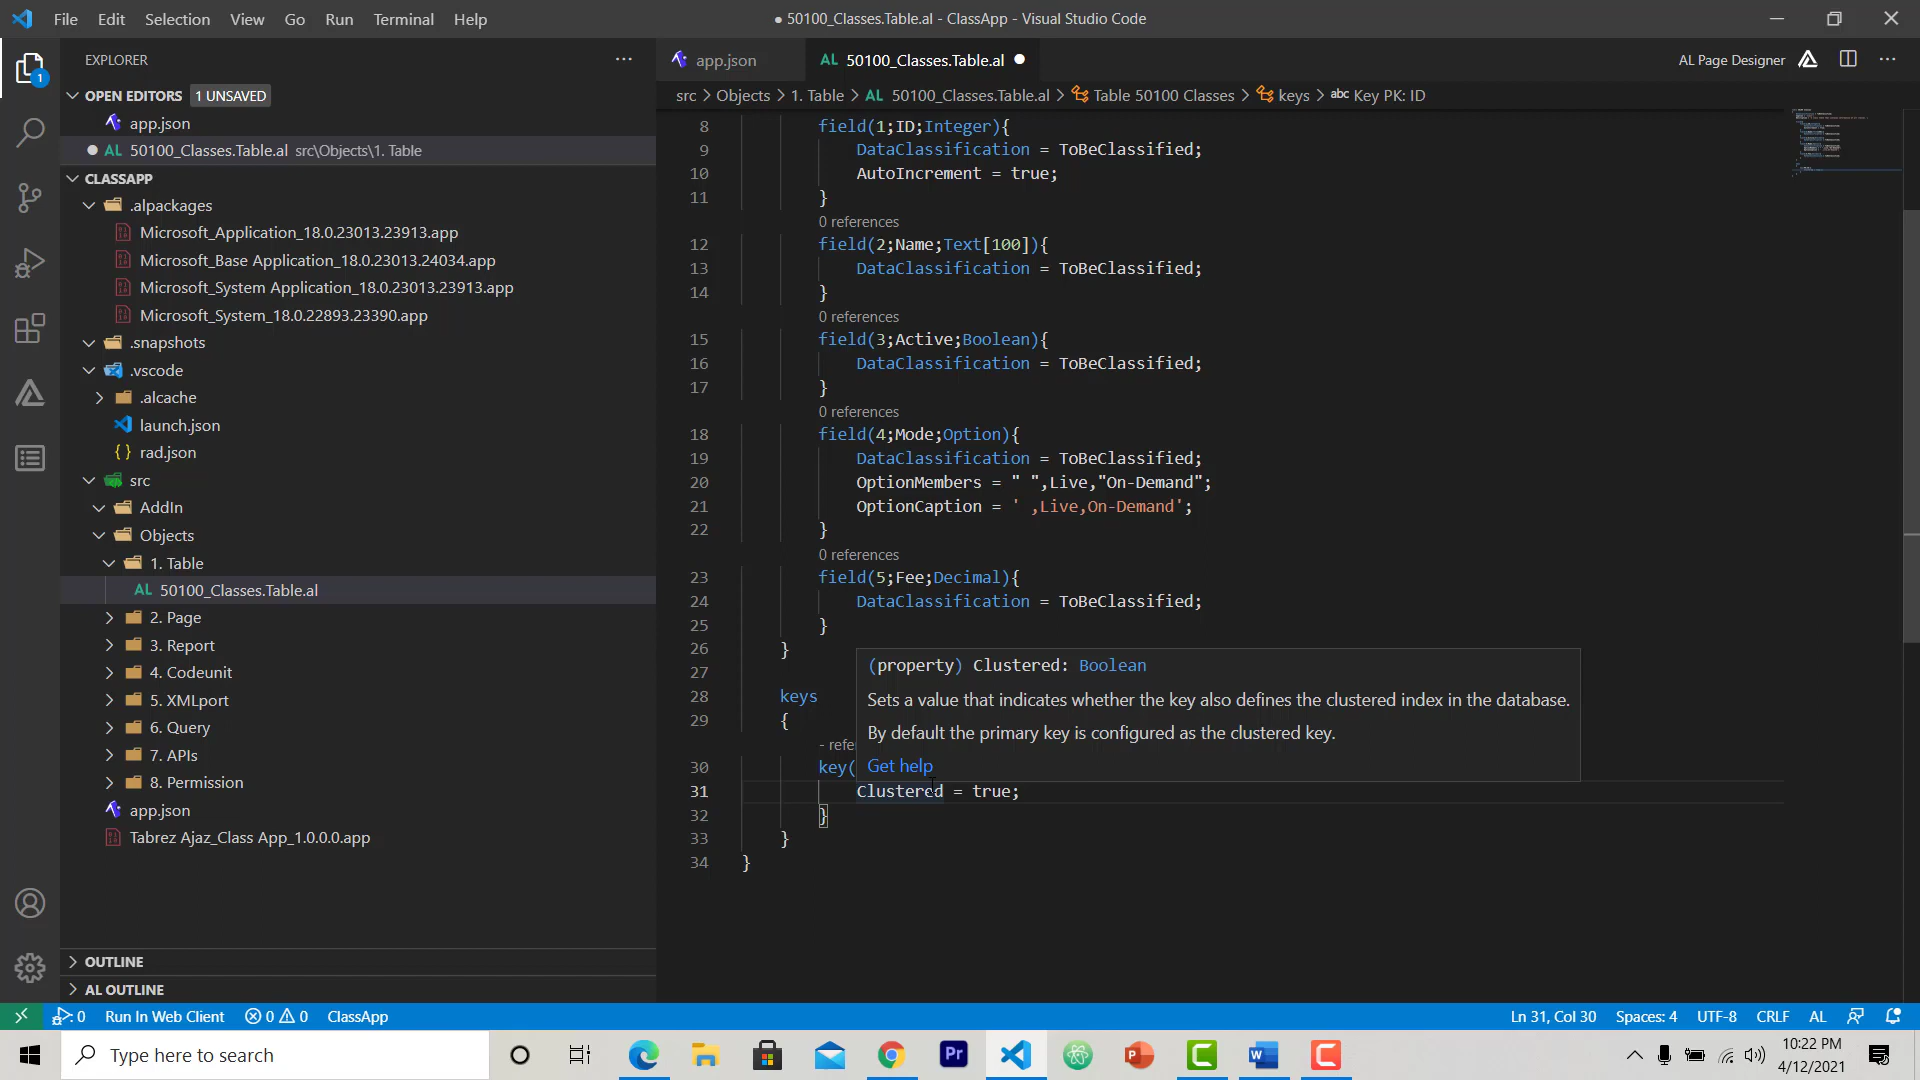 File Edit Selection View Go Run Terminal Help
● 50100_Classes.Table.al - ClassApp - Visual Studio Code
EXPLORER
OPEN EDITORS 1 UNSAVED
app.json
AL 50100_Classes.Table.al src\Objects\1. Table
CLASSAPP
.alpackages
Microsoft_Application_18.0.23013.23913.app
Microsoft_Base Application_18.0.23013.24034.app
Microsoft_System Application_18.0.23013.23913.app
Microsoft_System_18.0.22893.23390.app
.snapshots
.vscode
.alcache
launch.json
{} rad.json
src
AddIn
Objects
1. Table
AL 50100_Classes.Table.al
2. Page
3. Report
4. Codeunit
5. XMLport
6. Query
7. APIs
8. Permission
app.json
Tabrez Ajaz_Class App_1.0.0.0.app
OUTLINE
AL OUTLINE
1
app.json
AL 50100_Classes.Table.al
AL Page Designer
src > Objects > 1. Table > AL 50100_Classes.Table.al > Table 50100 Classes > keys > abc Key PK: ID
8 field(1;ID;Integer){
9 DataClassification = ToBeClassified;
10 AutoIncrement = true;
11 }
0 references
12 field(2;Name;Text[100]){
13 DataClassification = ToBeClassified;
14 }
0 references
15 field(3;Active;Boolean){
16 DataClassification = ToBeClassified;
17 }
0 references
18 field(4;Mode;Option){
19 DataClassification = ToBeClassified;
20 OptionMembers = " ",Live,"On-Demand";
21 OptionCaption = ' ,Live,On-Demand';
22 }
0 references
23 field(5;Fee;Decimal){
24 DataClassification = ToBeClassified;
25 }
26 }
27
28 keys
29 {
- refe
30 key(
31 Clustered = true;
32 }
33 }
34 }
(property) Clustered: Boolean
Sets a value that indicates whether the key also defines the clustered index in the database.
By default the primary key is configured as the clustered key.
Get help
0 Run In Web Client 0 0 ClassApp
Ln 31, Col 30 Spaces: 4 UTF-8 CRLF AL
Type here to search
Pr
10:22 PM
4/12/2021